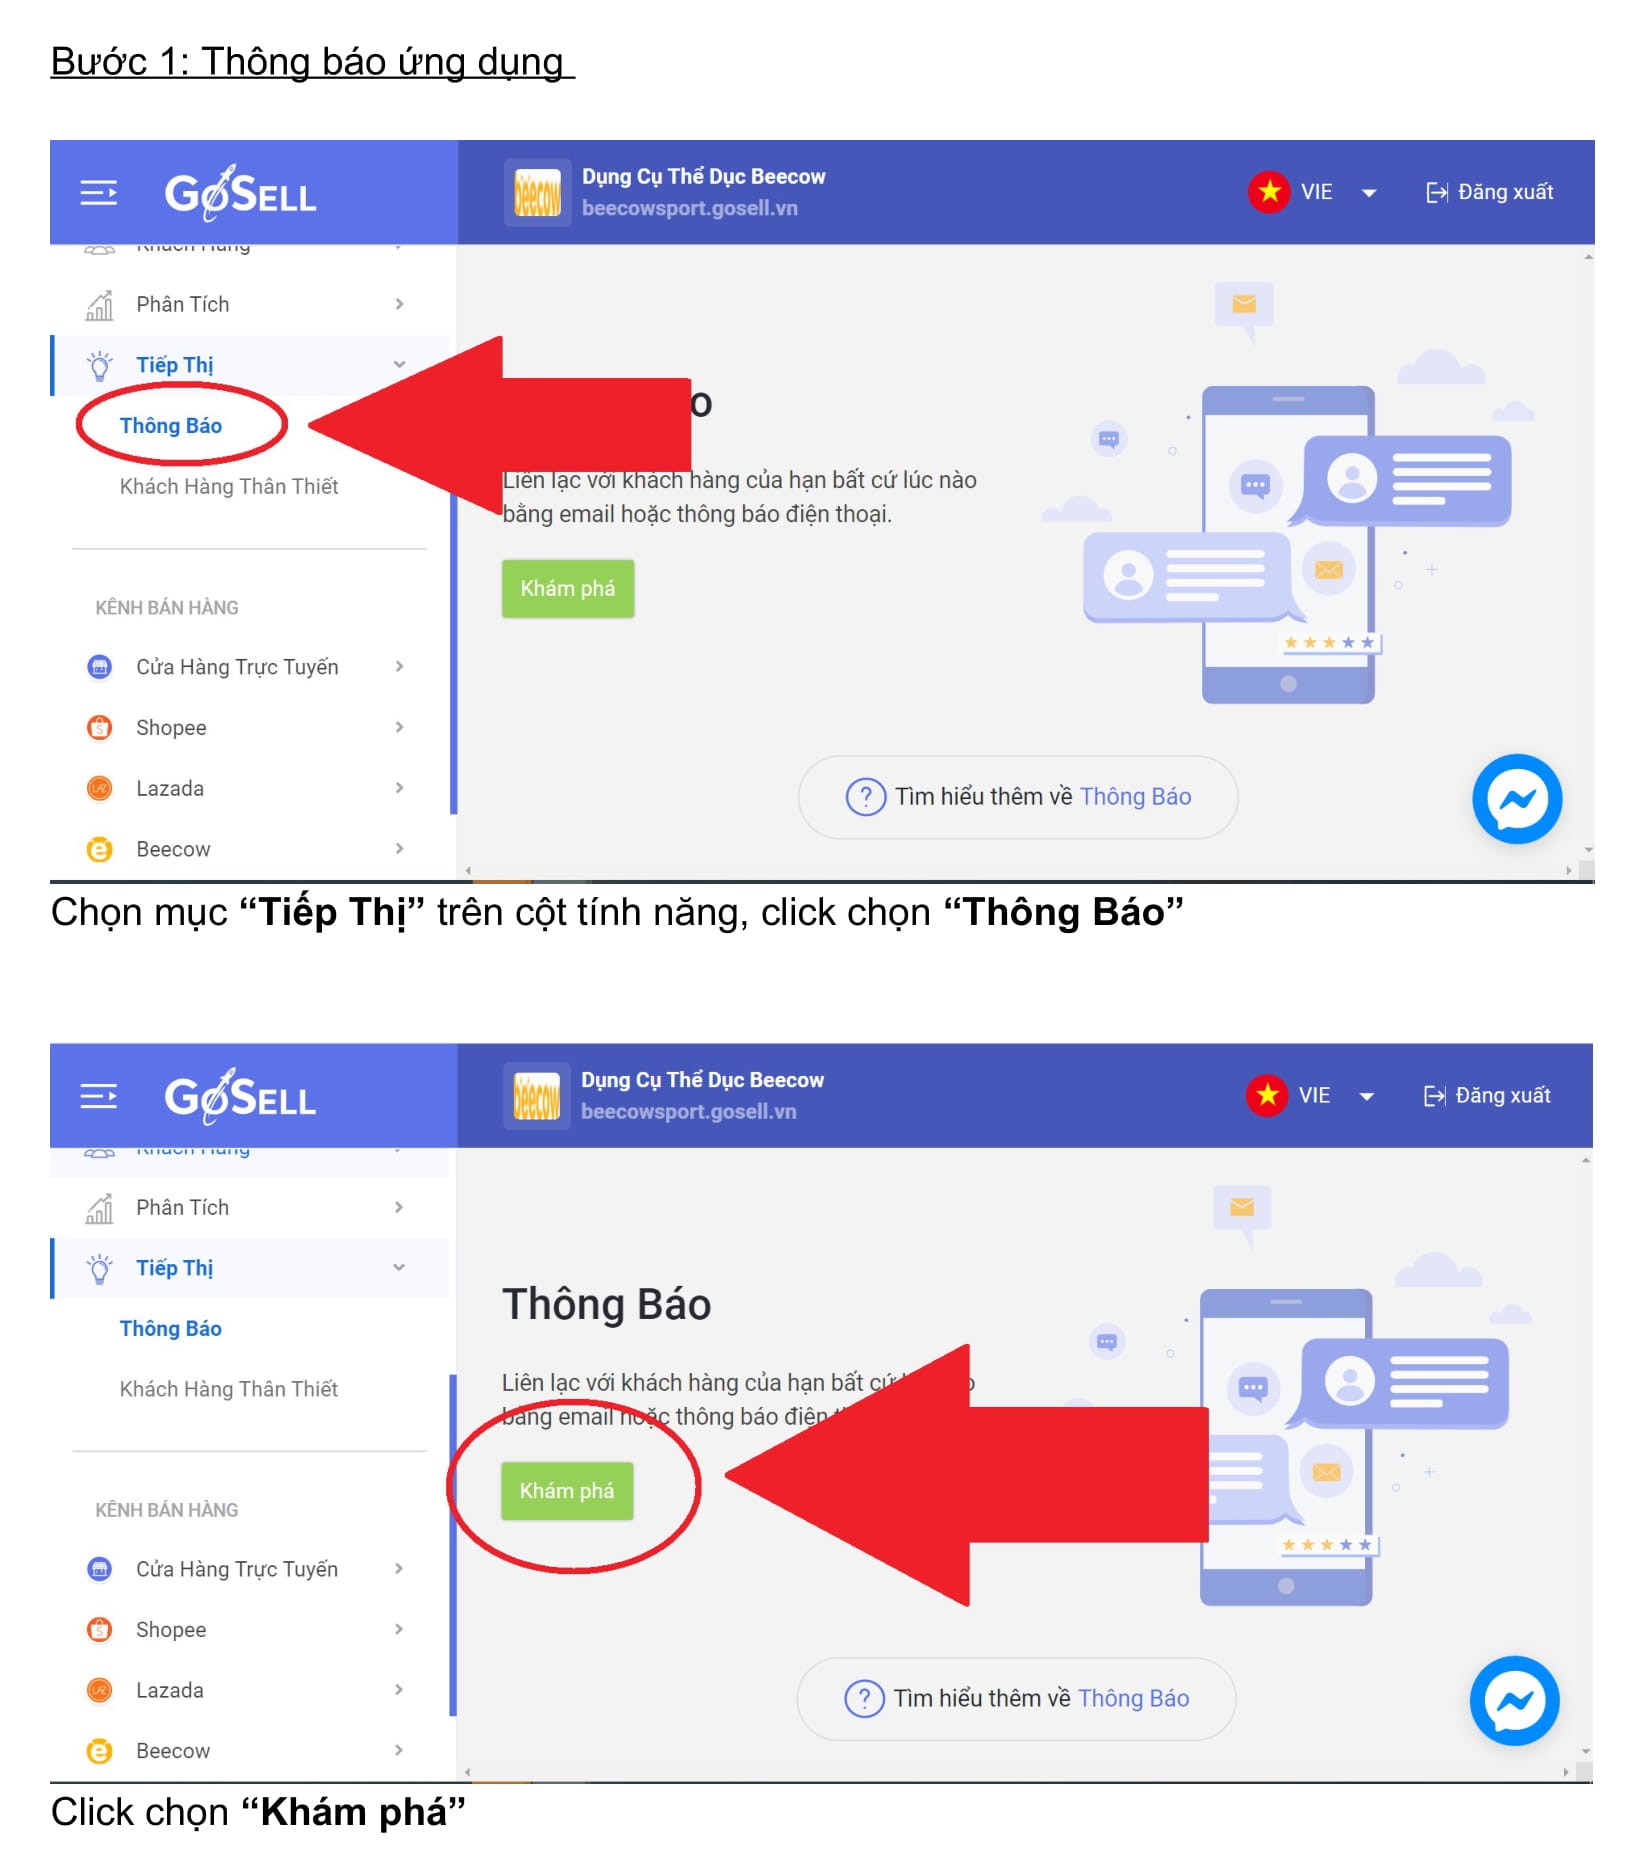 Bước 1: Thông báo ứng dụng
GoSELL
Dụng Cụ Thể Dục Beecow
beecowsport.gosell.vn
beecow
VIE
Đăng xuất
Khách Hàng
Phân Tích
Tiếp Thị
Thông Báo
Khách Hàng Thân Thiết
KÊNH BÁN HÀNG
Cửa Hàng Trực Tuyến
Shopee
Lazada
Beecow
o
Liên lạc với khách hàng của hạn bất cứ lúc nào
bằng email hoặc thông báo điện thoại.
Khám phá
Tìm hiểu thêm về Thông Báo
Chọn mục “Tiếp Thị” trên cột tính năng, click chọn “Thông Báo”
GoSELL
Dụng Cụ Thể Dục Beecow
beecowsport.gosell.vn
beecow
VIE
Đăng xuất
Khách Hàng
Phân Tích
Tiếp Thị
Thông Báo
Khách Hàng Thân Thiết
KÊNH BÁN HÀNG
Cửa Hàng Trực Tuyến
Shopee
Lazada
Beecow
Thông Báo
Liên lạc với khách hàng của hạn bất cứ
bằng email hoặc thông báo điện
Khám phá
Tìm hiểu thêm về Thông Báo
Click chọn “Khám phá”